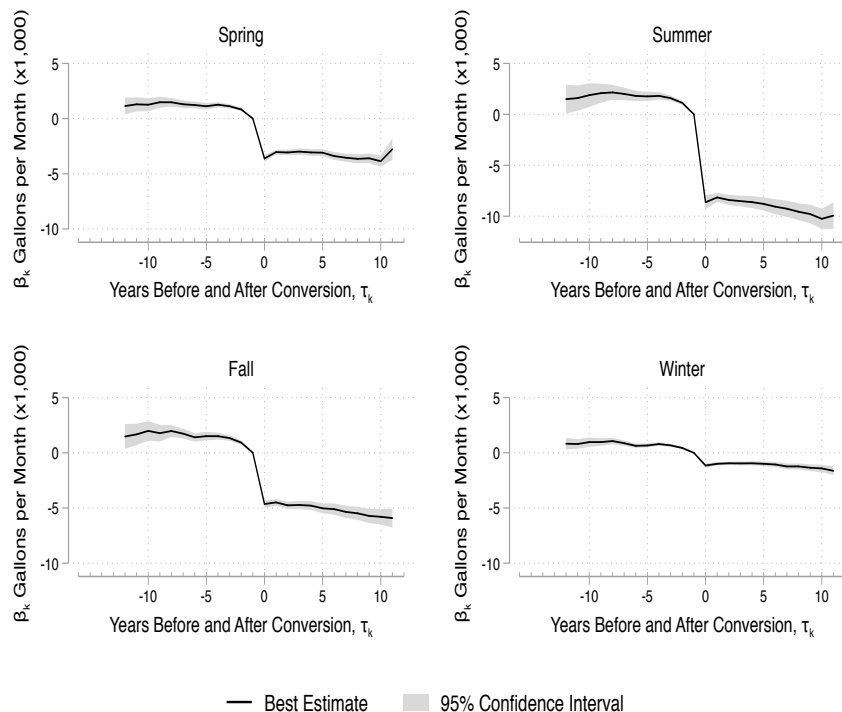 Spring
β_k Gallons per Month (x1,000)
5
0
-5
-10
-10 -5 0 5 10
Years Before and After Conversion, τ_k
Summer
β_k Gallons per Month (x1,000)
5
0
-5
-10
-10 -5 0 5 10
Years Before and After Conversion, τ_k
Fall
β_k Gallons per Month (x1,000)
5
0
-5
-10
-10 -5 0 5 10
Years Before and After Conversion, τ_k
Winter
β_k Gallons per Month (x1,000)
5
0
-5
-10
-10 -5 0 5 10
Years Before and After Conversion, τ_k
Best Estimate 95% Confidence Interval